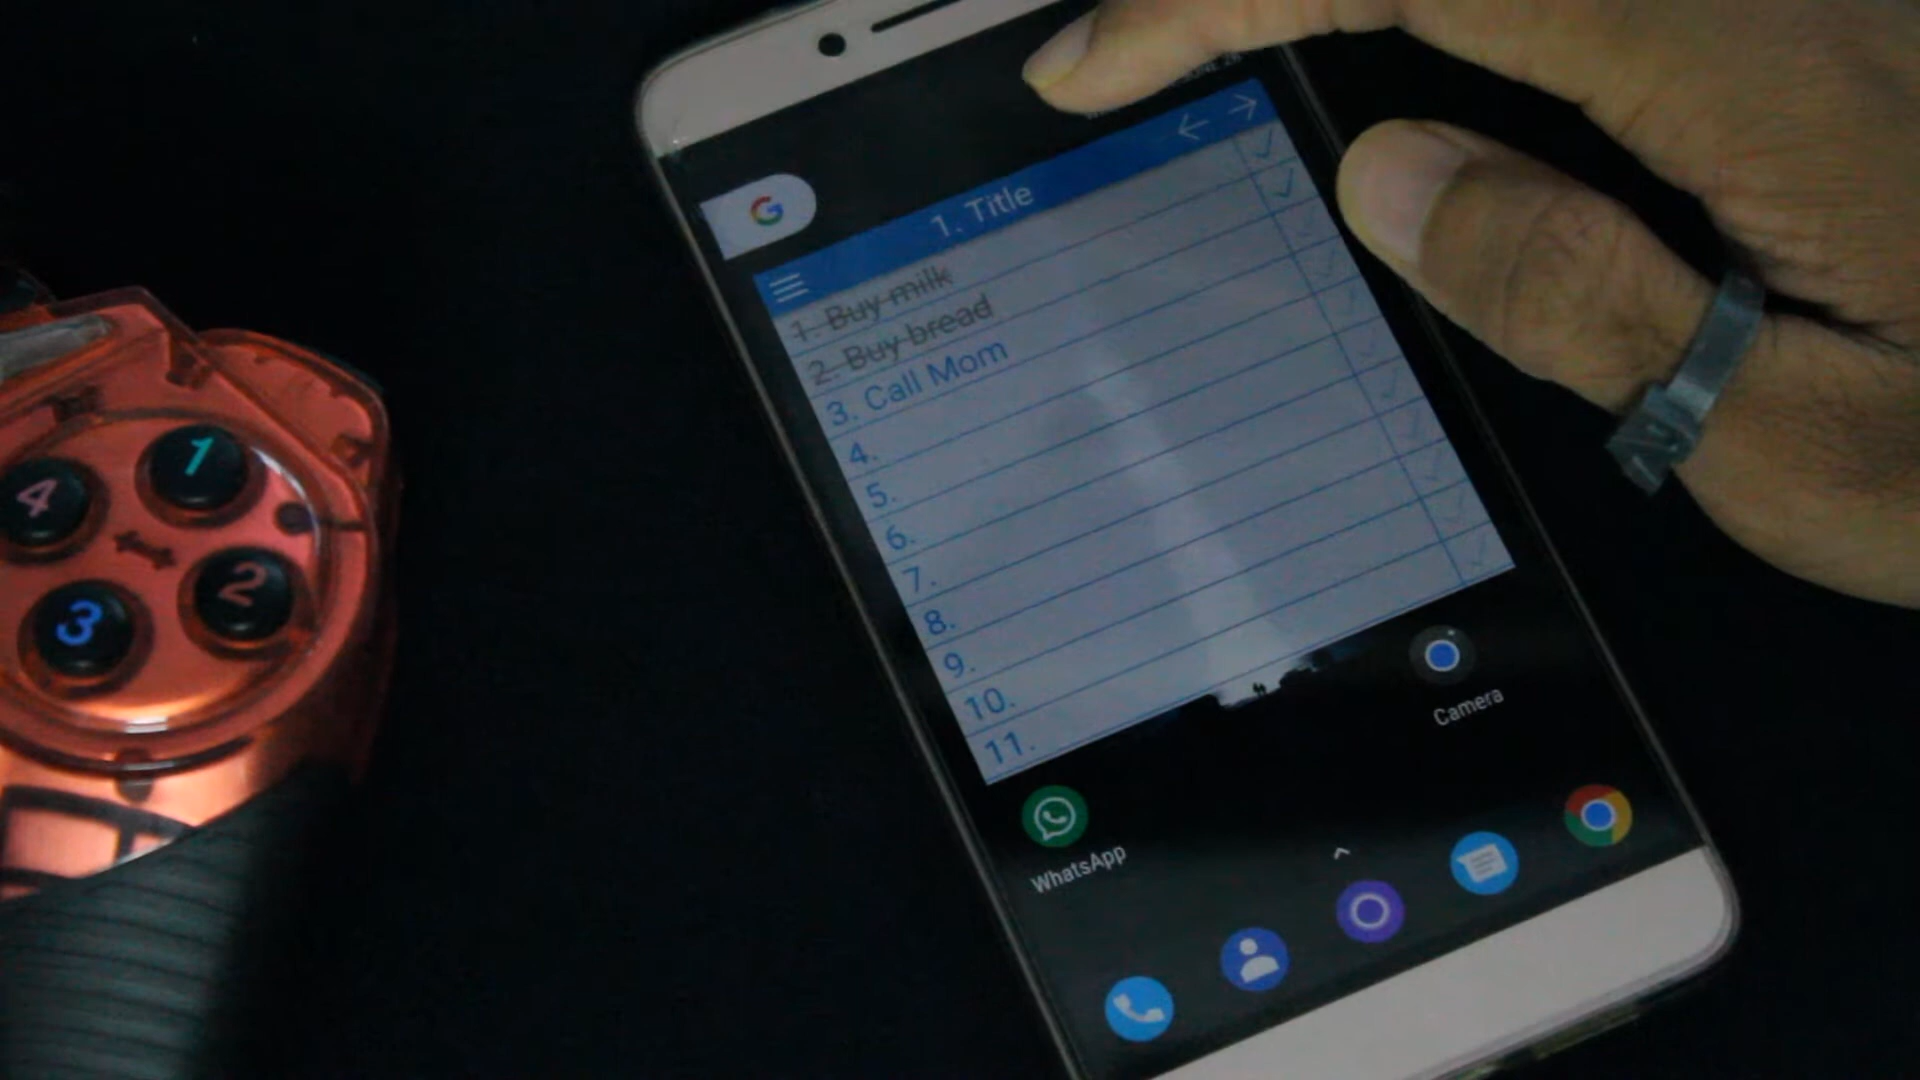 1. Title
1. Buy milk
2. Buy bread
3. Call Mom
4.
5.
6.
7.
8.
9.
10.
11.
Camera
WhatsApp
G
1
4
2
3